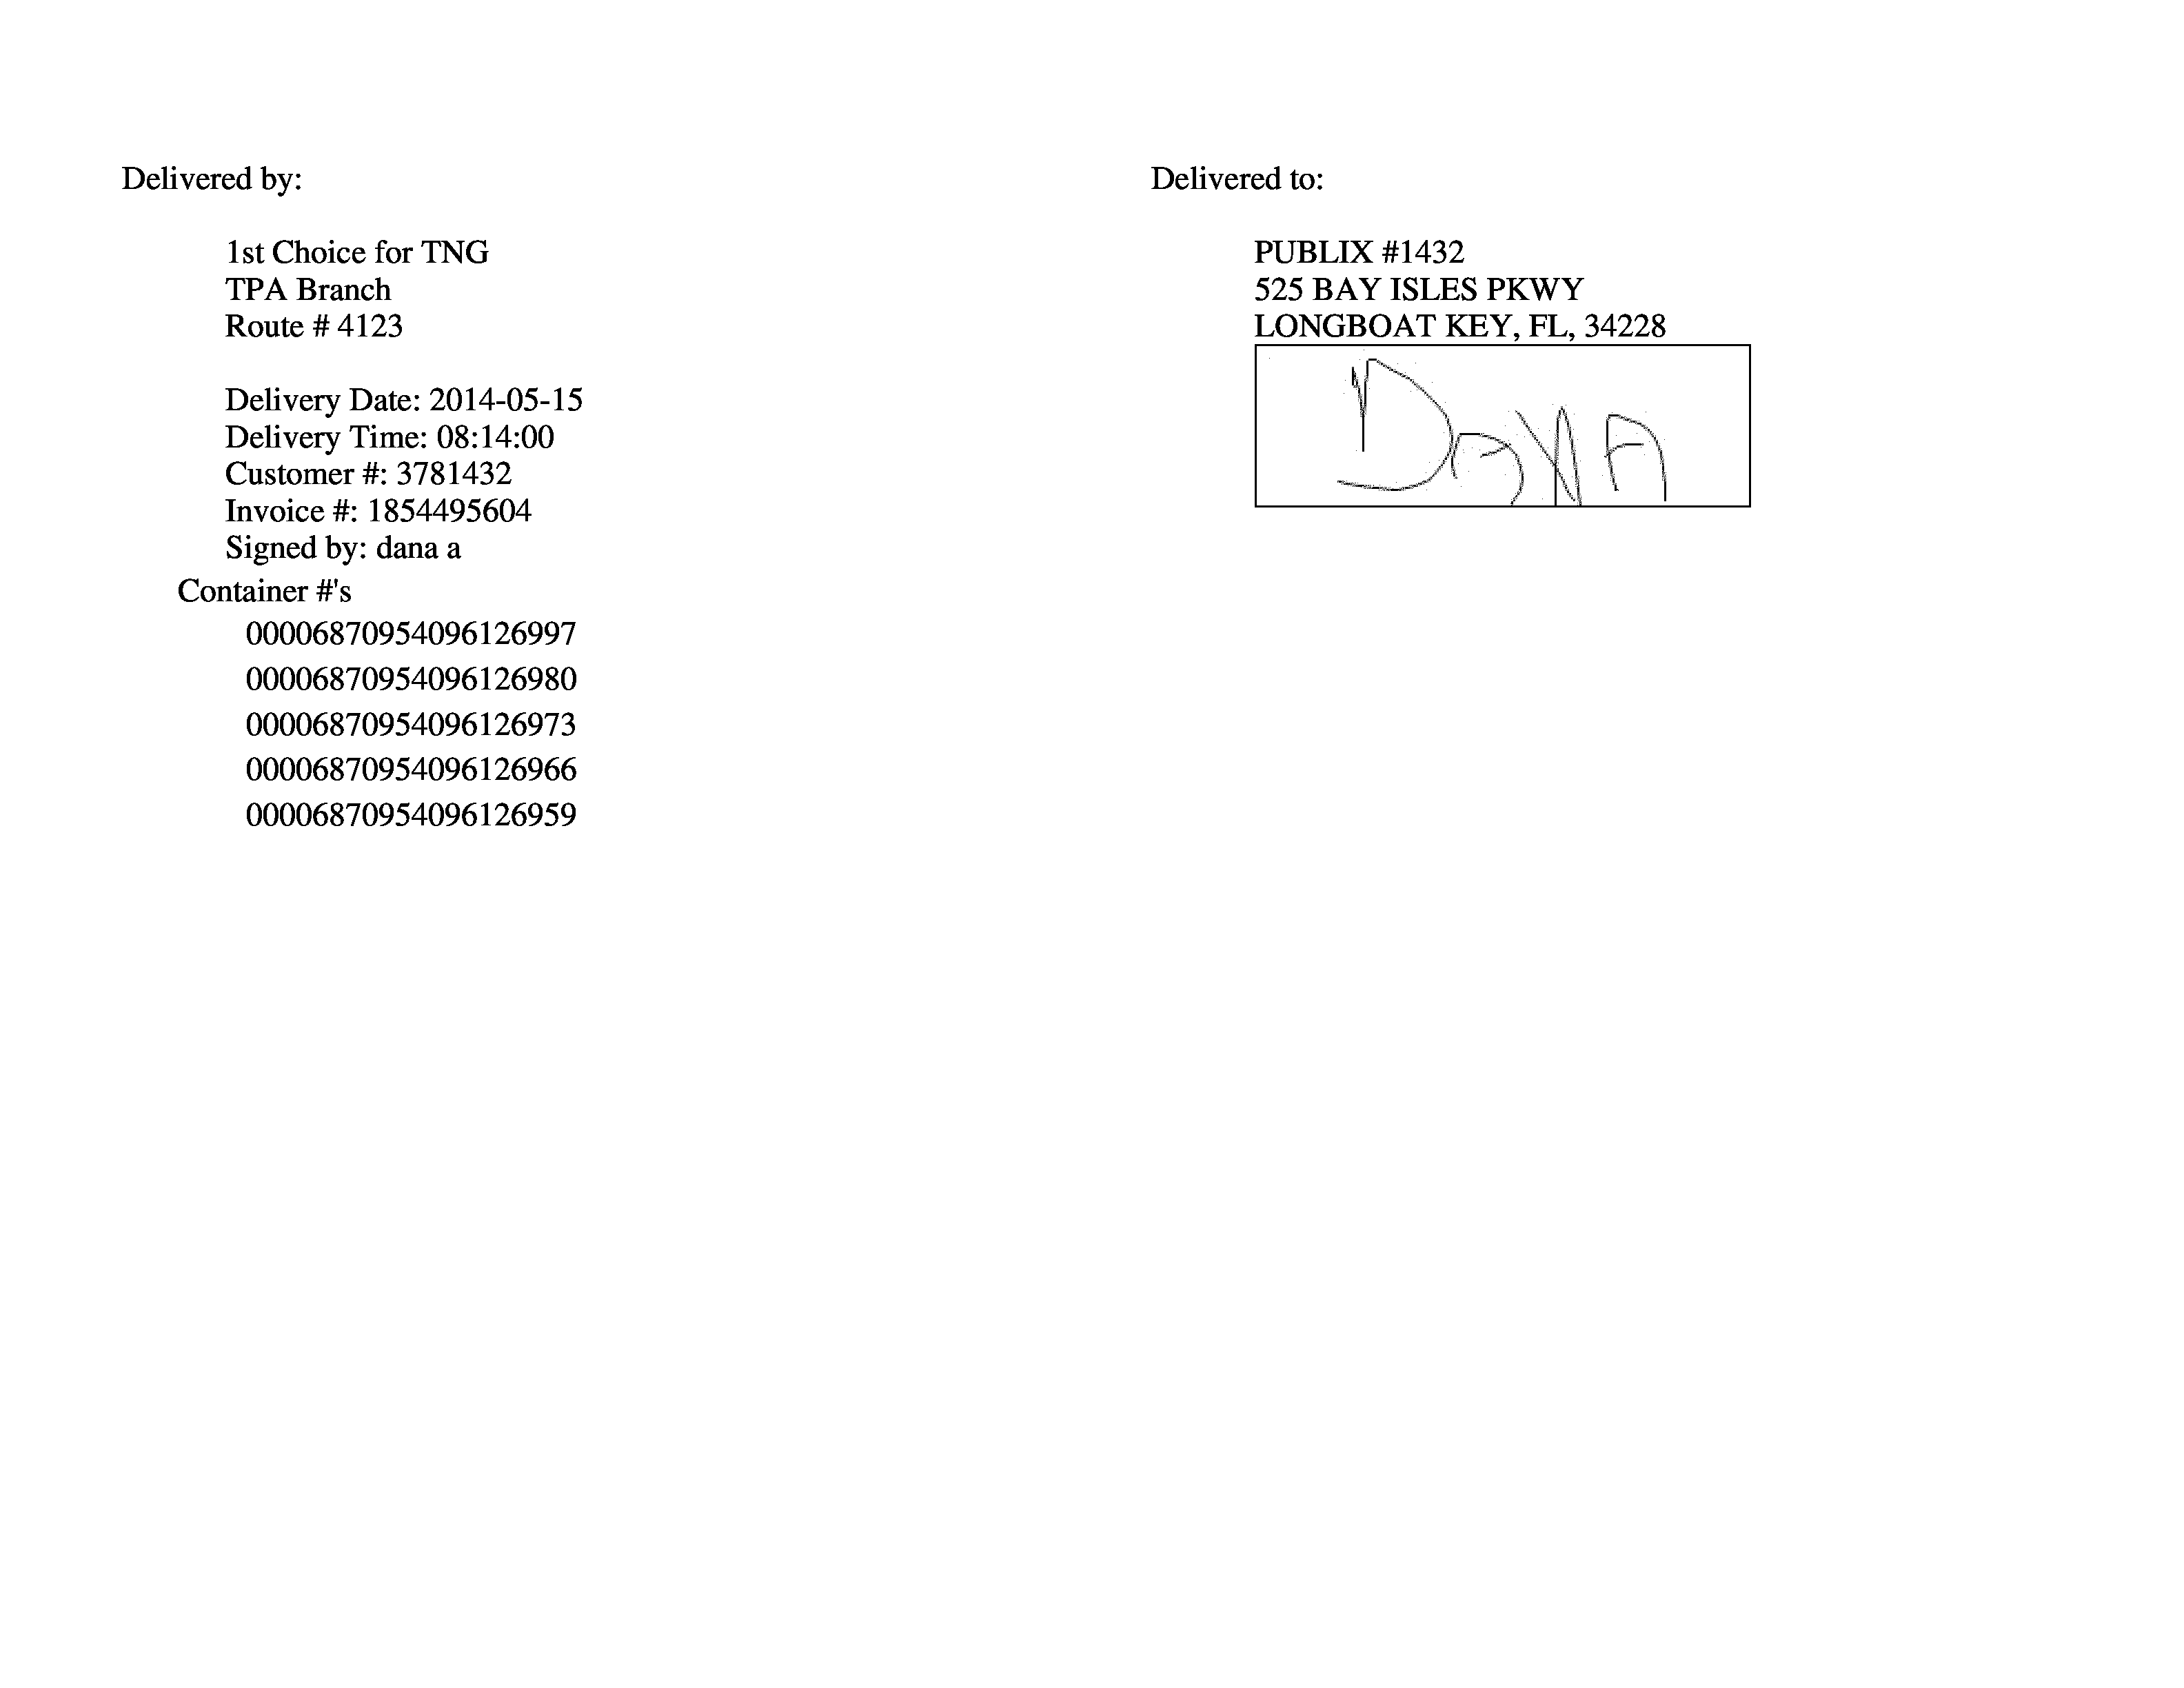 Delivered by:
1st Choice for TNG
TPA Branch
Route # 4123
Delivery Date: 2014-05-15
Delivery Time: 08:14:00
Customer #: 3781432
Invoice #: 1854495604
Signed by: dana a
Container #'s
00006870954096126997
00006870954096126980
00006870954096126973
00006870954096126966
00006870954096126959
Delivered to:
PUBLIX #1432
525 BAY ISLES PKWY
LONGBOAT KEY, FL, 34228
Dana